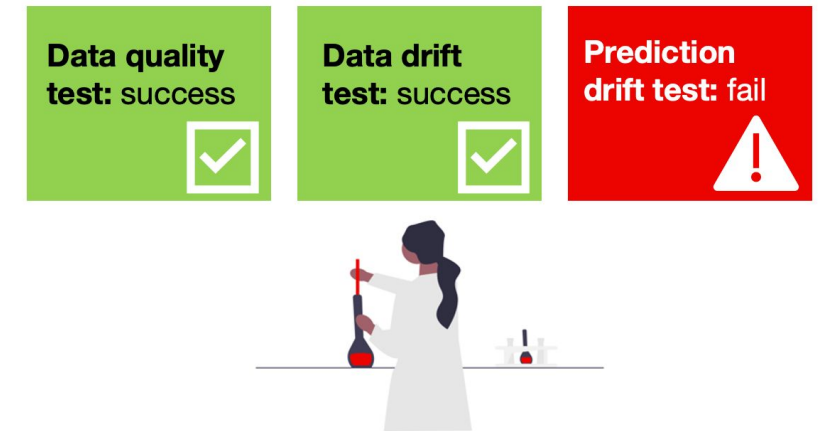 Data quality
test: success
Data drift
test: success
Prediction
drift test: fail